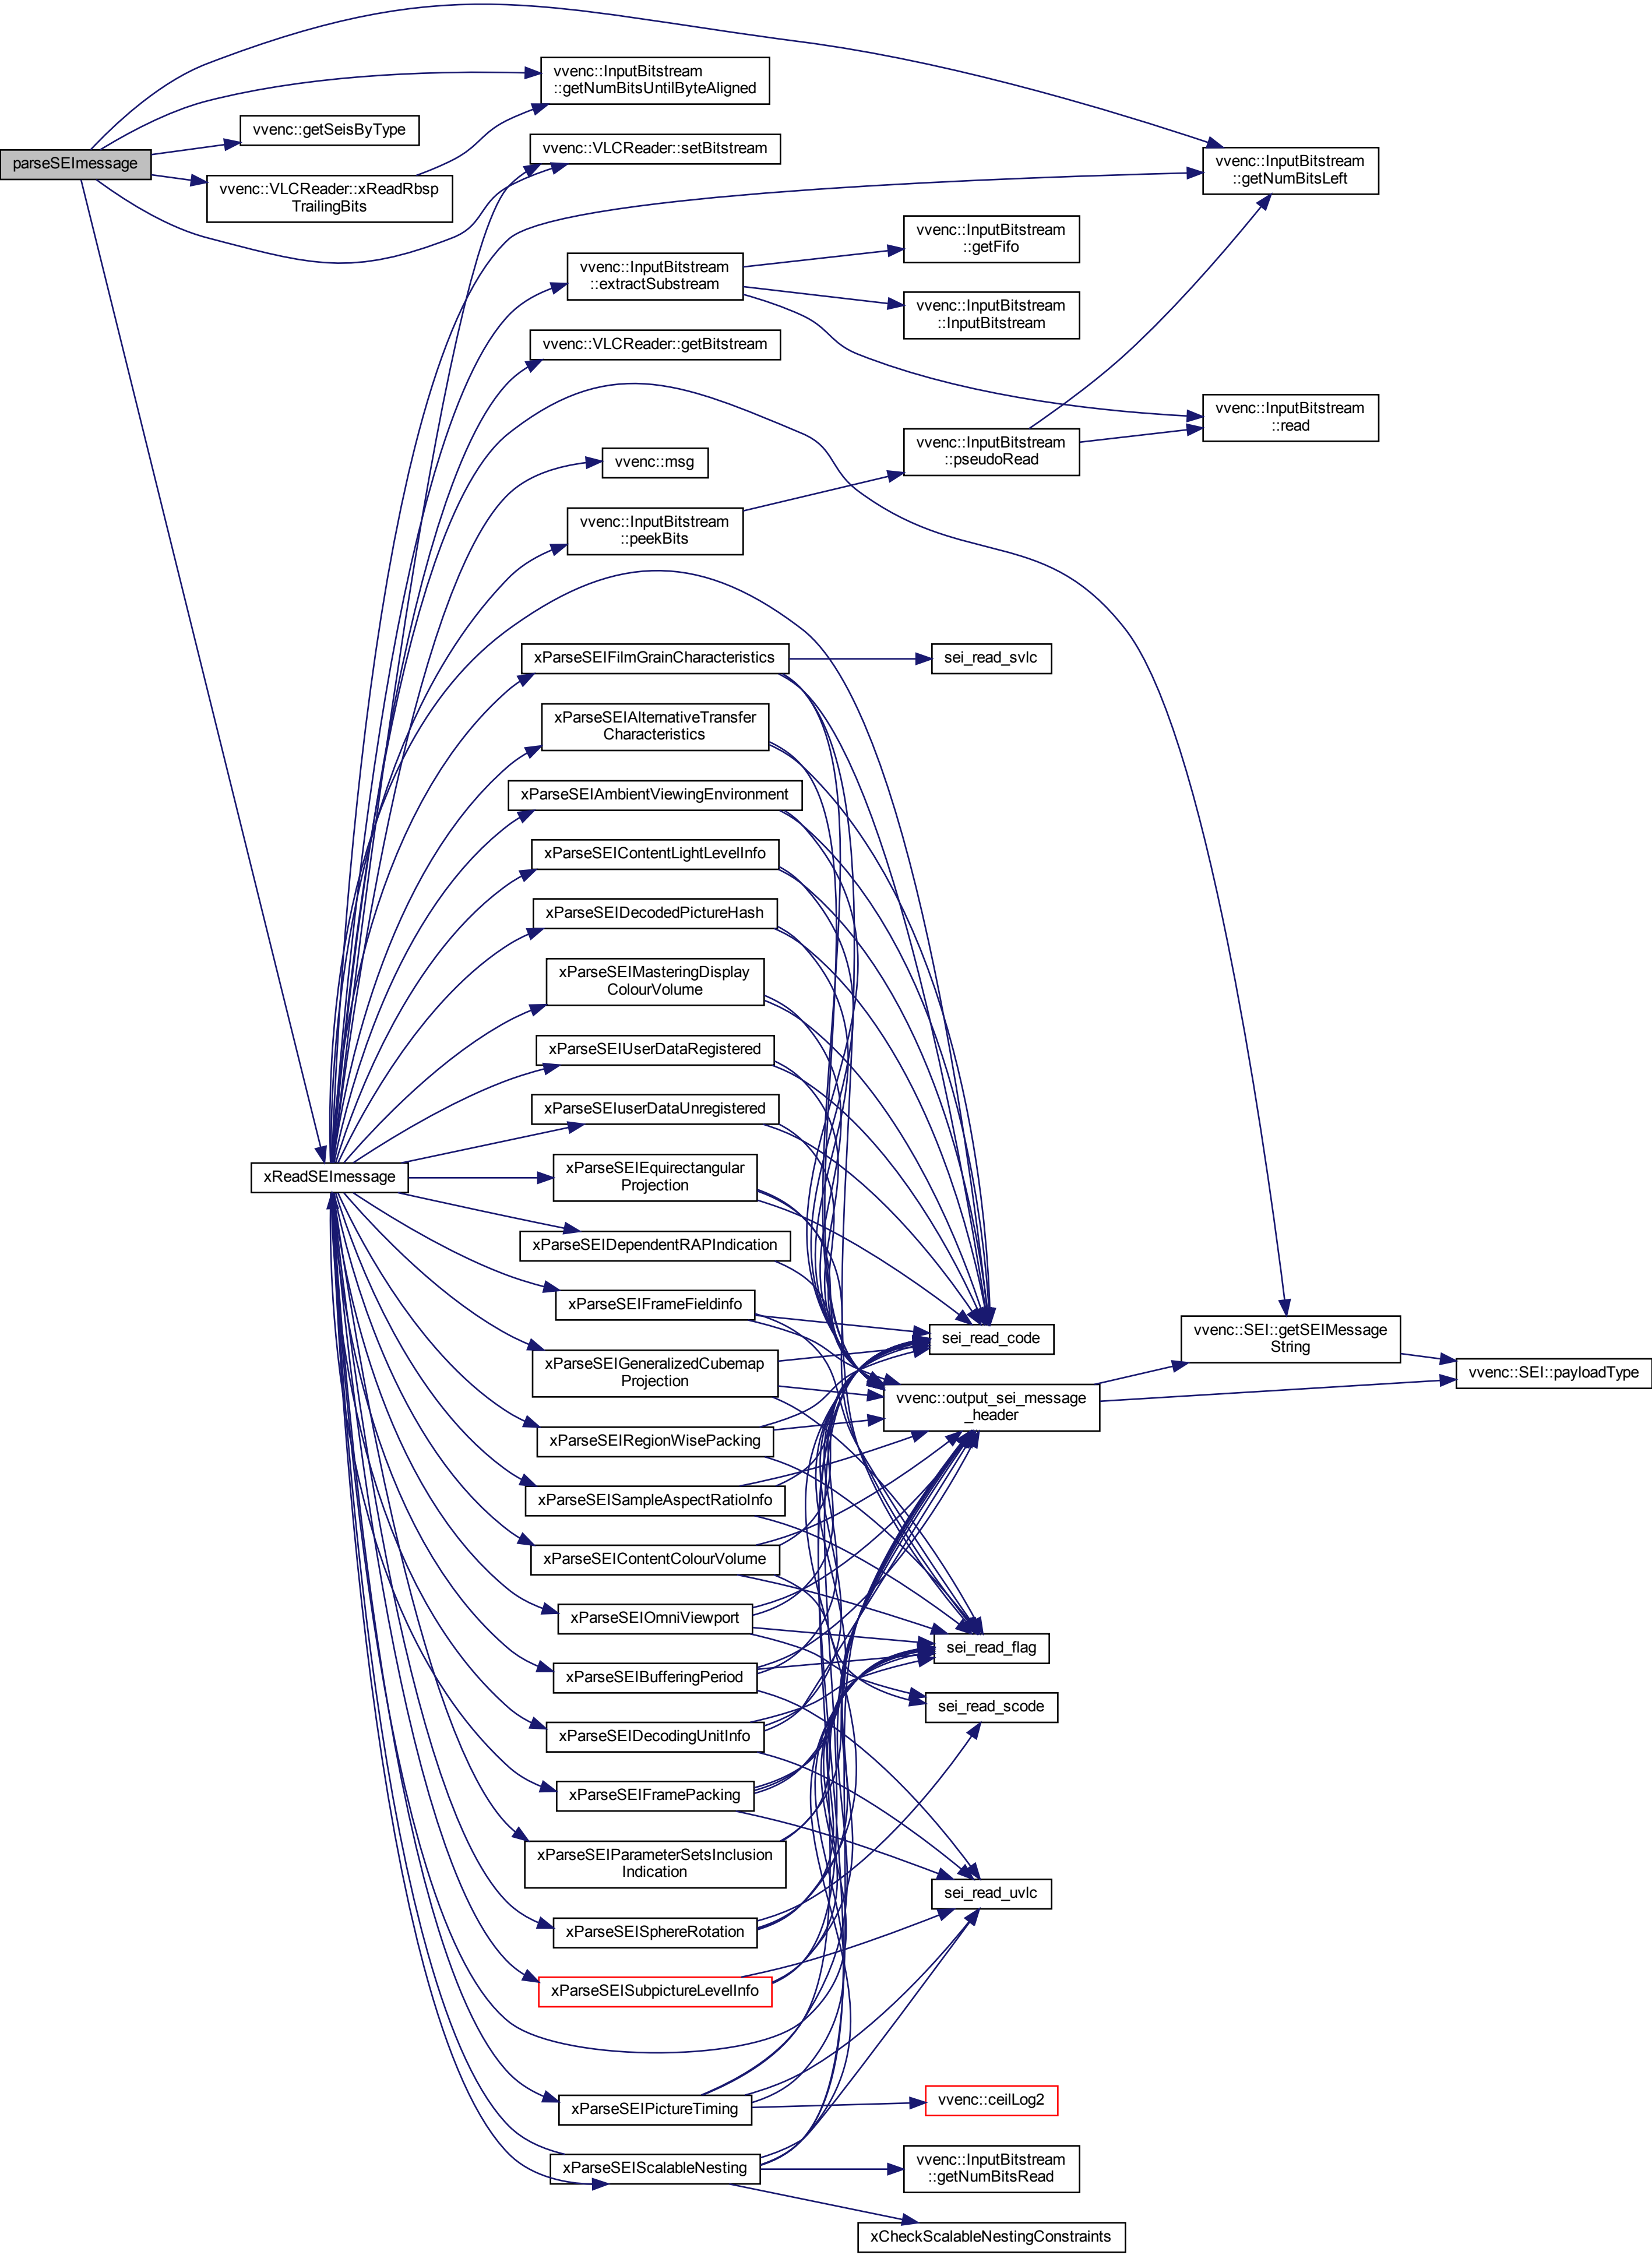 parseSEImessage
vvenc::InputBitstream
::getNumBitsUntilByteAligned
vvenc::getSeisByType
vvenc::VLCReader::setBitstream
vvenc::InputBitstream
::getNumBitsLeft
vvenc::VLCReader::xReadRbsp
TrailingBits
vvenc::InputBitstream
::getFifo
vvenc::InputBitstream
::extractSubstream
vvenc::InputBitstream
::InputBitstream
vvenc::VLCReader::getBitstream
vvenc::InputBitstream
::read
vvenc::InputBitstream
::pseudoRead
vvenc::msg
vvenc::InputBitstream
::peekBits
xParseSEIFilmGrainCharacteristics
sei_read_svlc
xParseSEIAlternativeTransfer
Characteristics
xParseSEIAmbientViewingEnvironment
xParseSEIContentLightLevelInfo
xParseSEIDecodedPictureHash
xParseSEIMasteringDisplay
ColourVolume
xParseSEIUserDataRegistered
xParseSEIuserDataUnregistered
xReadSEImessage
xParseSEIEquirectangular
Projection
xParseSEIDependentRAPIndication
xParseSEIFrameFieldinfo
sei_read_code
vvenc::SEI::getSEIMessage
String
xParseSEIGeneralizedCubemap
Projection
vvenc::SEI::payloadType
vvenc::output_sei_message
_header
xParseSEIRegionWisePacking
xParseSEISampleAspectRatioInfo
xParseSEIContentColourVolume
xParseSEIOmniViewport
sei_read_flag
xParseSEIBufferingPeriod
sei_read_scode
xParseSEIDecodingUnitInfo
xParseSEIFramePacking
xParseSEIParameterSetsInclusion
Indication
sei_read_uvlc
xParseSEISphereRotation
xParseSEISubpictureLevelInfo
xParseSEIPictureTiming
vvenc::ceilLog2
xParseSEIScalableNesting
vvenc::InputBitstream
::getNumBitsRead
xCheckScalableNestingConstraints